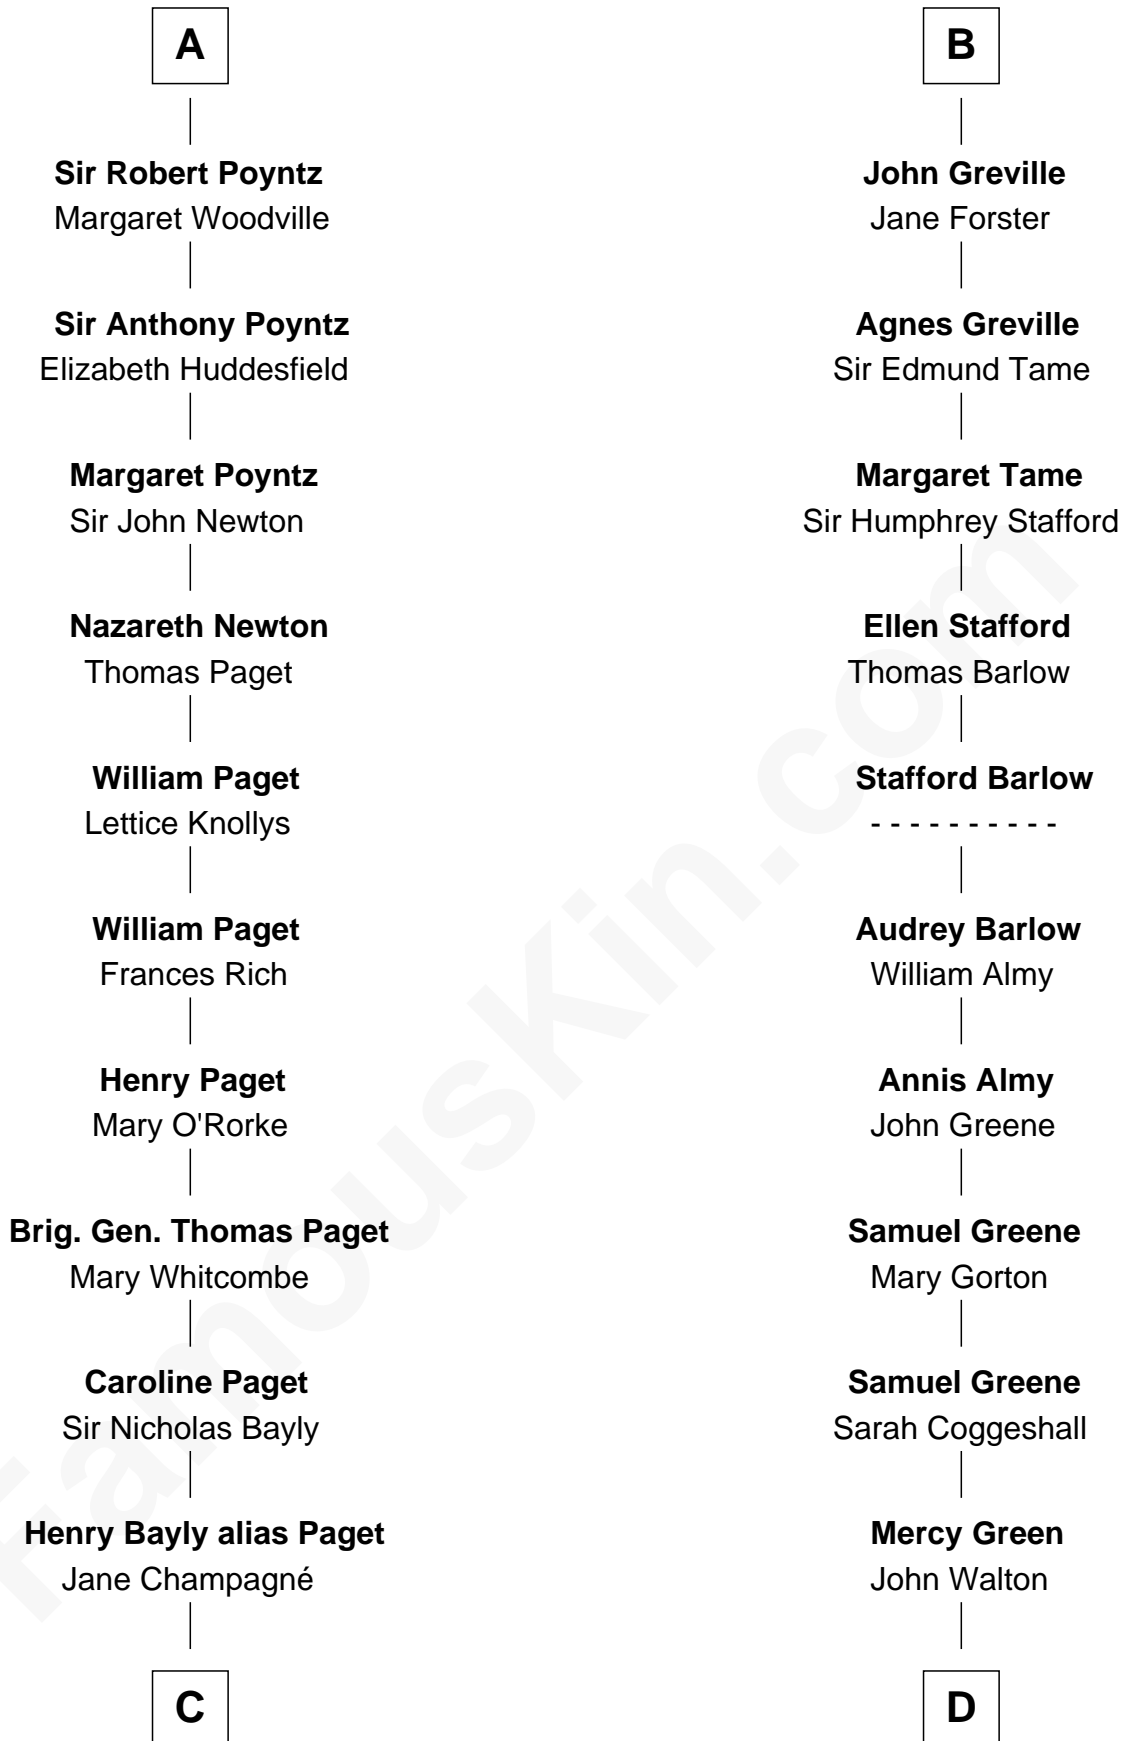 A
Sir Robert Poyntz
Margaret Woodville
Sir Anthony Poyntz
Elizabeth Huddesfield
Margaret Poyntz
Sir John Newton
Nazareth Newton
Thomas Paget
William Paget
Lettice Knollys
William Paget
Frances Rich
Henry Paget
Mary O'Rorke
Brig. Gen. Thomas Paget
Mary Whitcombe
Caroline Paget
Sir Nicholas Bayly
Henry Bayly alias Paget
Jane Champagné
C
B
John Greville
Jane Forster
Agnes Greville
Sir Edmund Tame
Margaret Tame
Sir Humphrey Stafford
Ellen Stafford
Thomas Barlow
Stafford Barlow
- - - - - - - - - -
Audrey Barlow
William Almy
Annis Almy
John Greene
Samuel Greene
Mary Gorton
Samuel Greene
Sarah Coggeshall
Mercy Green
John Walton
D
FamousKin.com